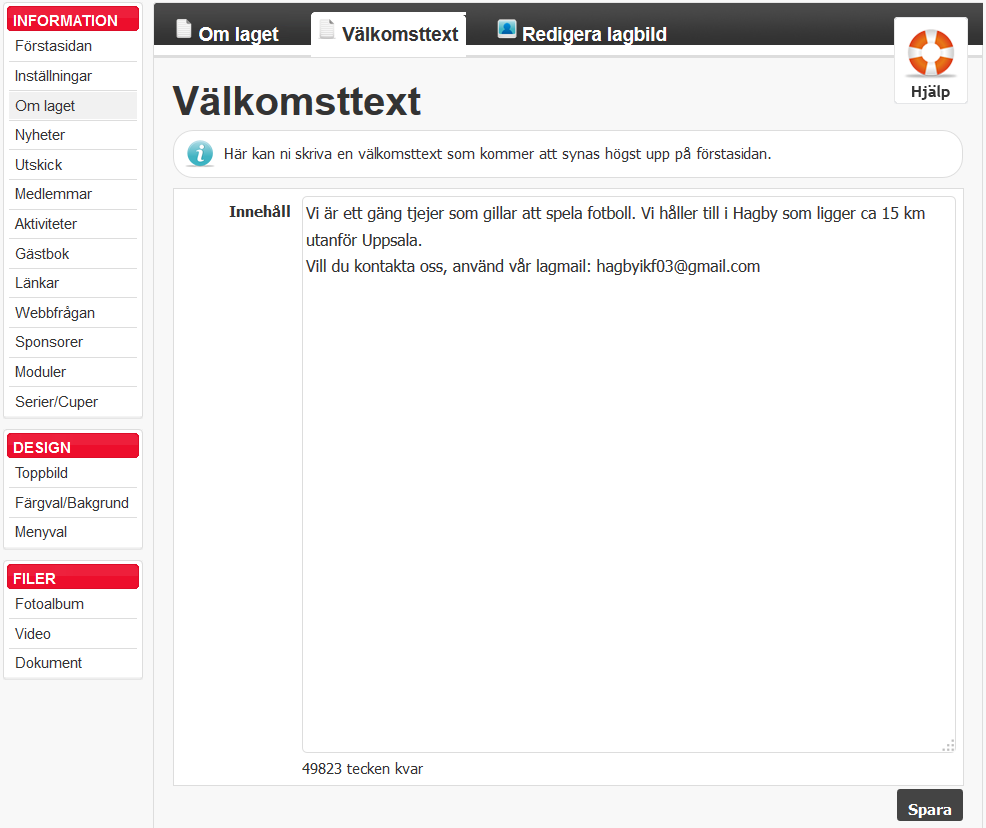 INFORMATION
Förstasidan
Inställningar
Om laget
Nyheter
Utskick
Medlemmar
Aktiviteter
Gästbok
Länkar
Webbfrågan
Sponsorer
Moduler
Serier/Cuper
DESIGN
Toppbild
Färgval/Bakgrund
Menyval
FILER
Fotoalbum
Video
Dokument
Om laget
Välkomsttext
Redigera lagbild
Hjälp
Välkomsttext
Här kan ni skriva en välkomsttext som kommer att synas högst upp på förstasidan.
Innehåll
Vi är ett gäng tjejer som gillar att spela fotboll. Vi håller till i Hagby som ligger ca 15 km
utanför Uppsala.
Vill du kontakta oss, använd vår lagmail: hagbyikf03@gmail.com
49823 tecken kvar
Spara